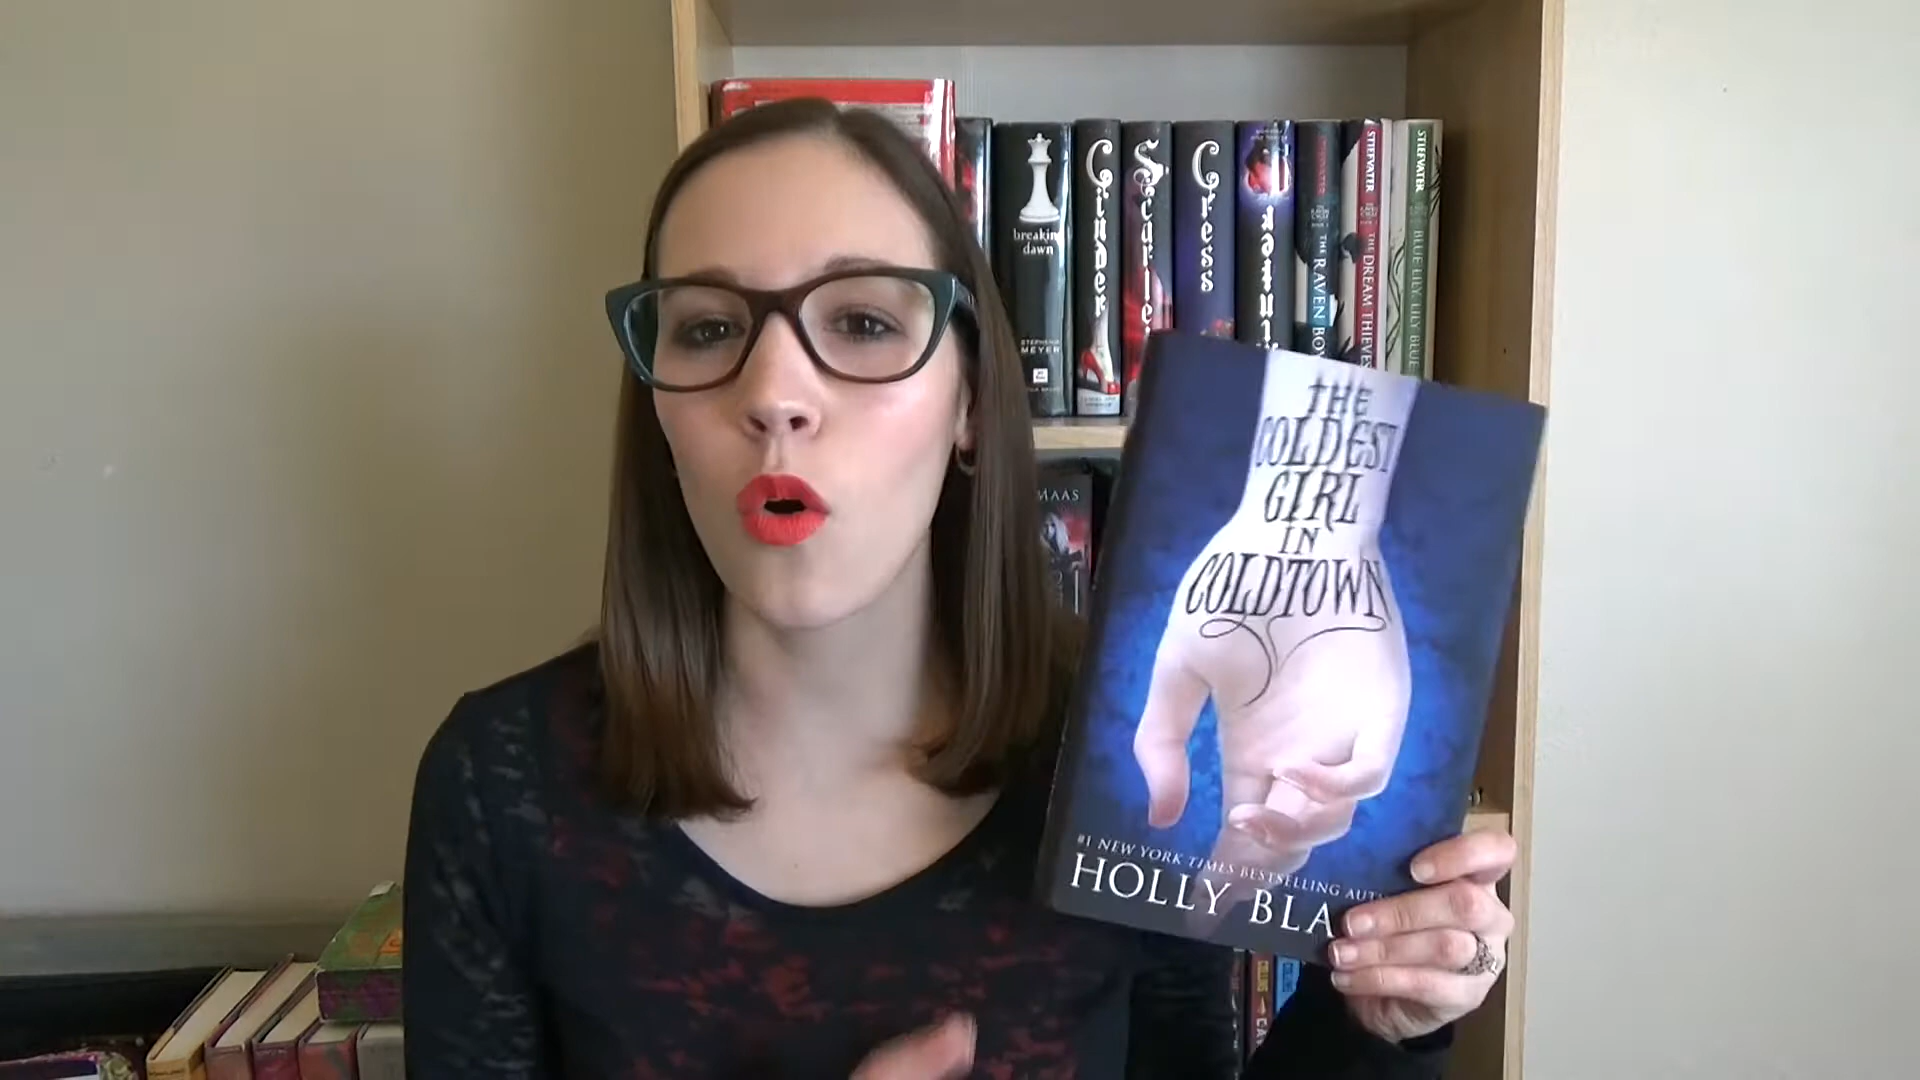 breaking
dawn
STEPHENIE
MEYER
Cinder
Scarlet
Cress
STIEFVATER
THE RAVEN BOY
STIEFVATER
THE DREAM THIEVES
STIEFVATER
BLUE LILY, LILY BLUE
MAAS
THE
COLDEST
GIRL
IN
COLDTOWN
#1 NEW YORK TIMES BESTSELLING AUT
HOLLY BLA